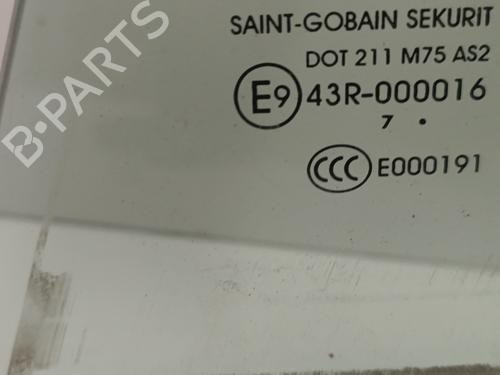 SAINT-GOBAIN SEKURIT
DOT 211 M75 AS2
E9 43R-000016
7 .
CCC E000191
B-PARTS